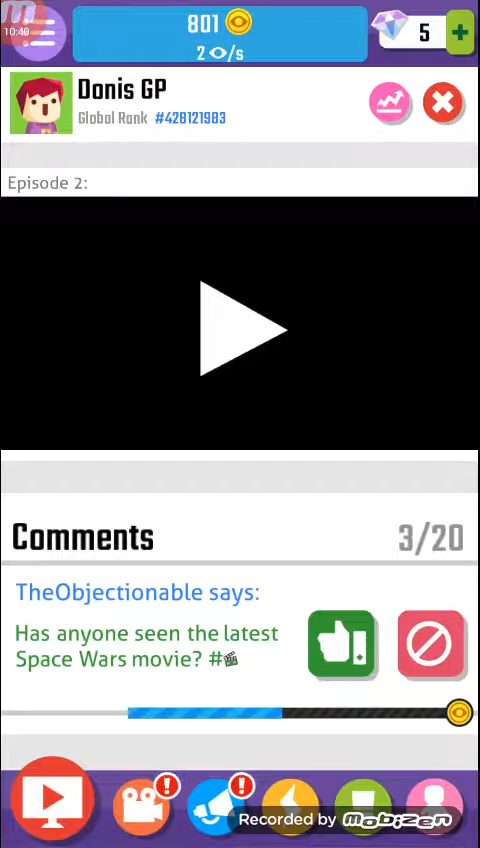 10:40
801
2 /s
5
Donis GP
Global Rank #428121983
Episode 2:
Comments 3/20
TheObjectionable says:
Has anyone seen the latest
Space Wars movie? #🎬
Recorded by mobizen